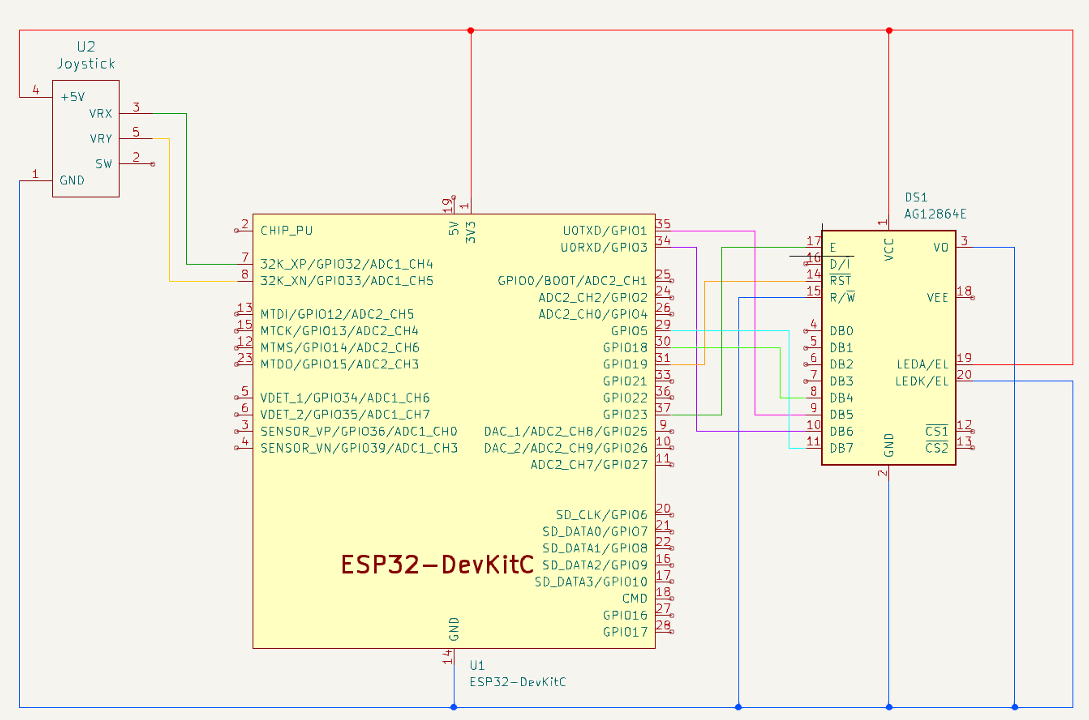 U2
Joystick
4
+5V
VRX
3
VRY
5
SW
2
1
GND
19
1
5V
3V3
2
CHIP_PU
7
32K_XP/GPIO32/ADC1_CH4
8
32K_XN/GPIO33/ADC1_CH5
13
MTDI/GPIO12/ADC2_CH5
15
MTCK/GPIO13/ADC2_CH4
12
MTMS/GPIO14/ADC2_CH6
23
MTDO/GPIO15/ADC2_CH3
5
VDET_1/GPIO34/ADC1_CH6
6
VDET_2/GPIO35/ADC1_CH7
3
SENSOR_VP/GPIO36/ADC1_CH0
4
SENSOR_VN/GPIO39/ADC1_CH3
U0TXD/GPIO1
35
U0RXD/GPIO3
34
GPIO0/BOOT/ADC2_CH1
25
ADC2_CH2/GPIO2
24
ADC2_CH0/GPIO4
26
GPIO5
29
GPIO18
30
GPIO19
31
GPIO21
33
GPIO22
36
GPIO23
37
DAC_1/ADC2_CH8/GPIO25
9
DAC_2/ADC2_CH9/GPIO26
10
ADC2_CH7/GPIO27
11
SD_CLK/GPIO6
20
SD_DATA0/GPIO7
21
SD_DATA1/GPIO8
22
SD_DATA2/GPIO9
16
SD_DATA3/GPIO10
17
CMD
18
GPIO16
27
GPIO17
28
ESP32-DevKitC
GND
14
U1
ESP32-DevKitC
DS1
AG12864E
1
VCC
17
E
16
D/I
14
RST
15
R/W
4
DB0
5
DB1
6
DB2
7
DB3
8
DB4
9
DB5
10
DB6
11
DB7
VO
3
VEE
18
LEDA/EL
19
LEDK/EL
20
CS1
12
CS2
13
GND
2